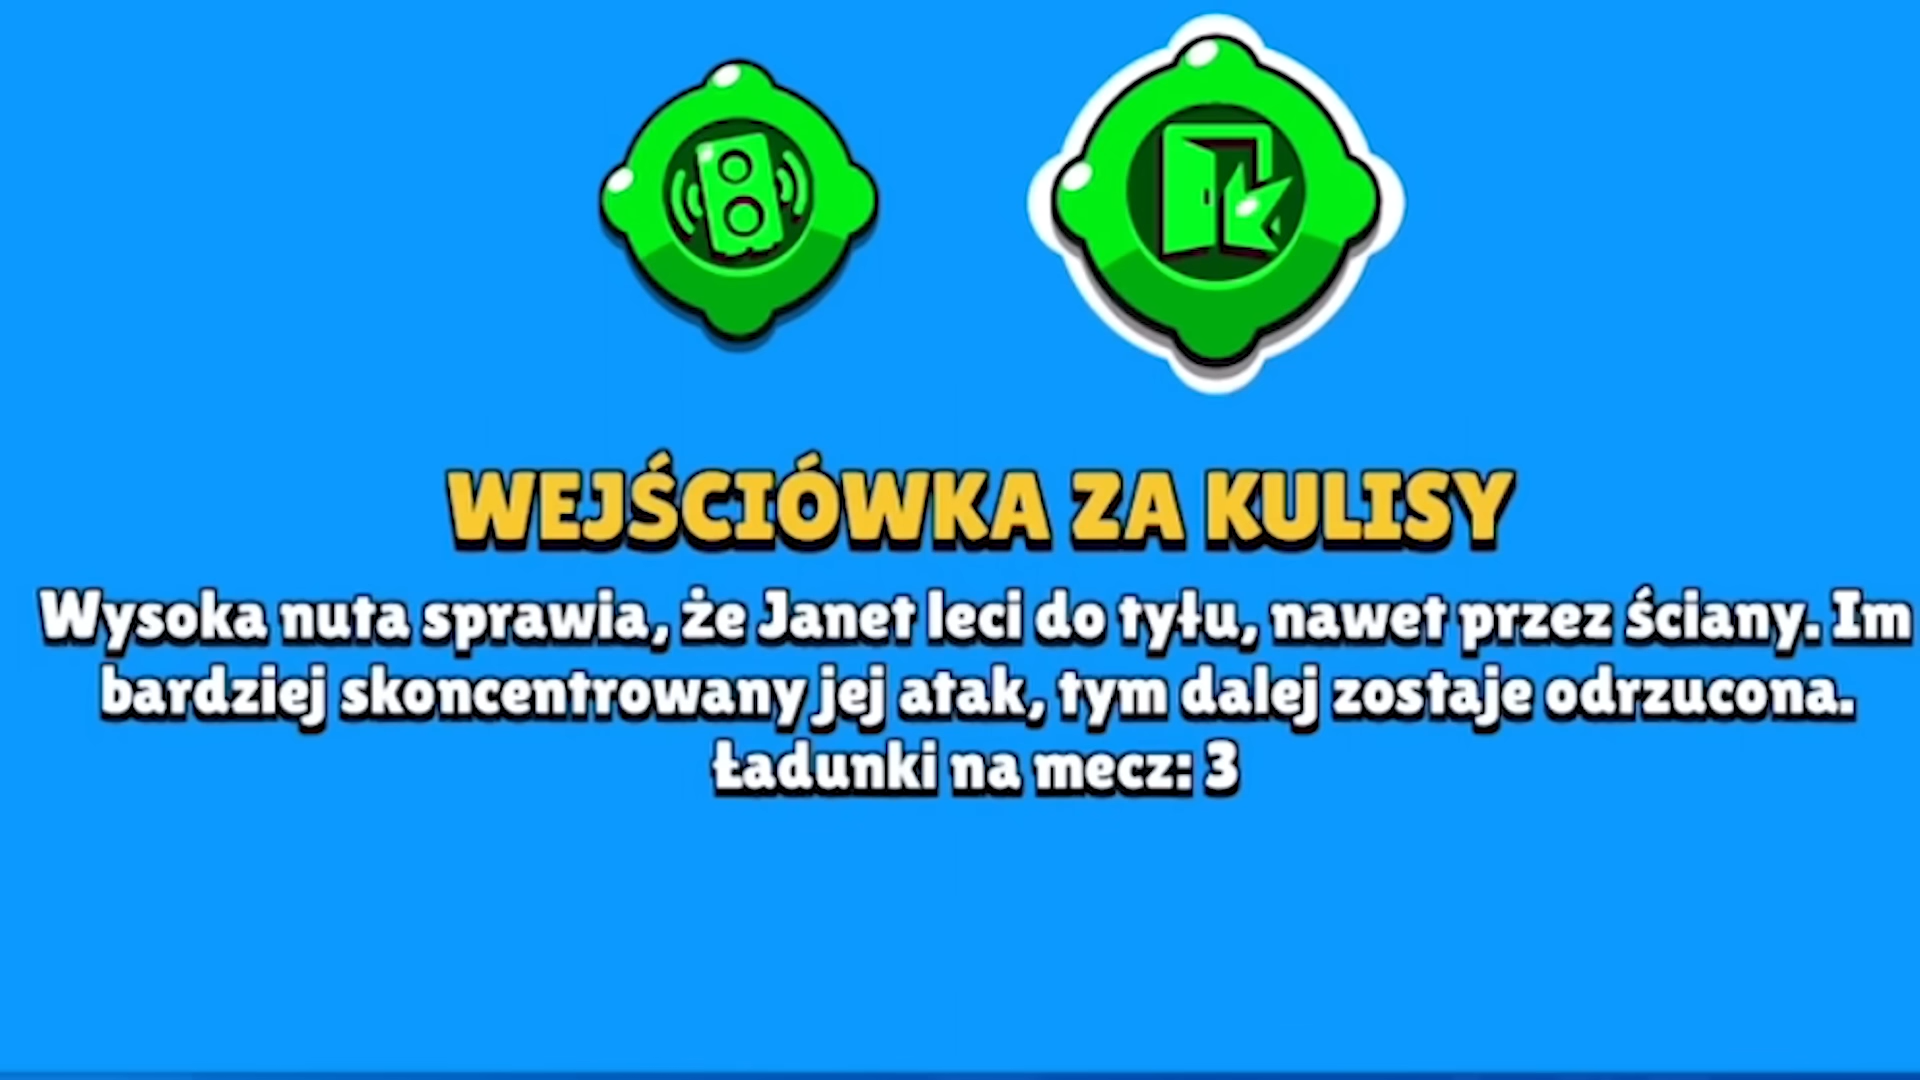 WEJŚCIÓWKA ZA KULISY
Wysoka nuta sprawia, że Janet leci do tyłu, nawet przez ściany. Im
bardziej skoncentrowany jej atak, tym dalej zostaje odrzucona.
Ładunki na mecz: 3